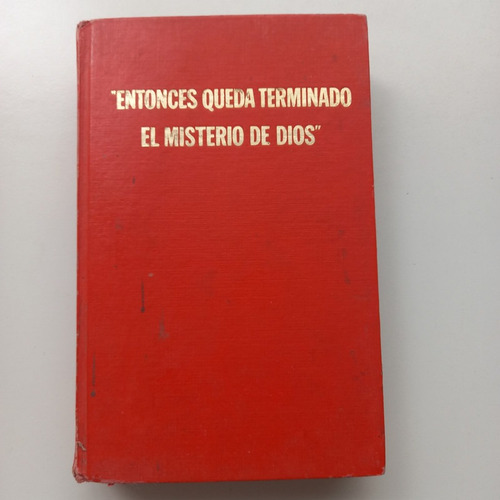 "ENTONCES QUEDA TERMINADO
EL MISTERIO DE DIOS"